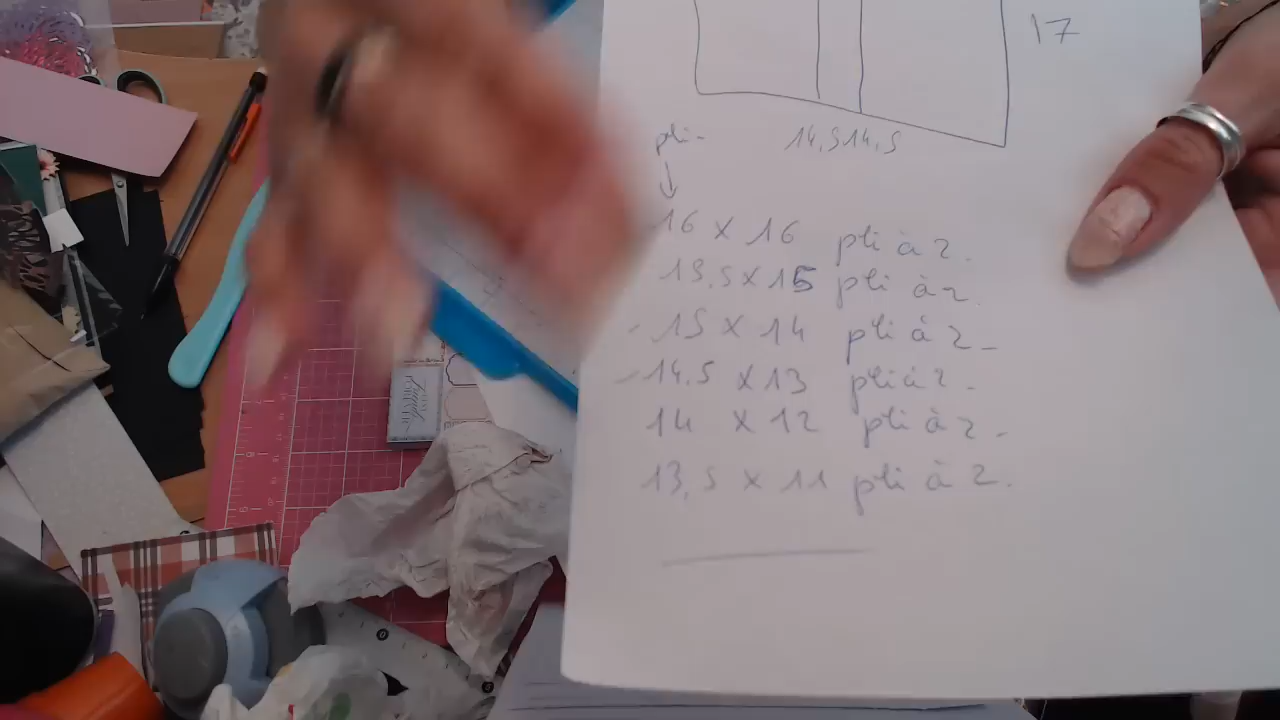 17
pli
14,5 14,5
16 x 16 pli à 2.
13,5 x 15 pli à 2.
- 15 x 14 pli à 2 -
- 14,5 x 13 pli à 2 -
14 x 12 pli à 2 -
13,5 x 11 pli à 2.